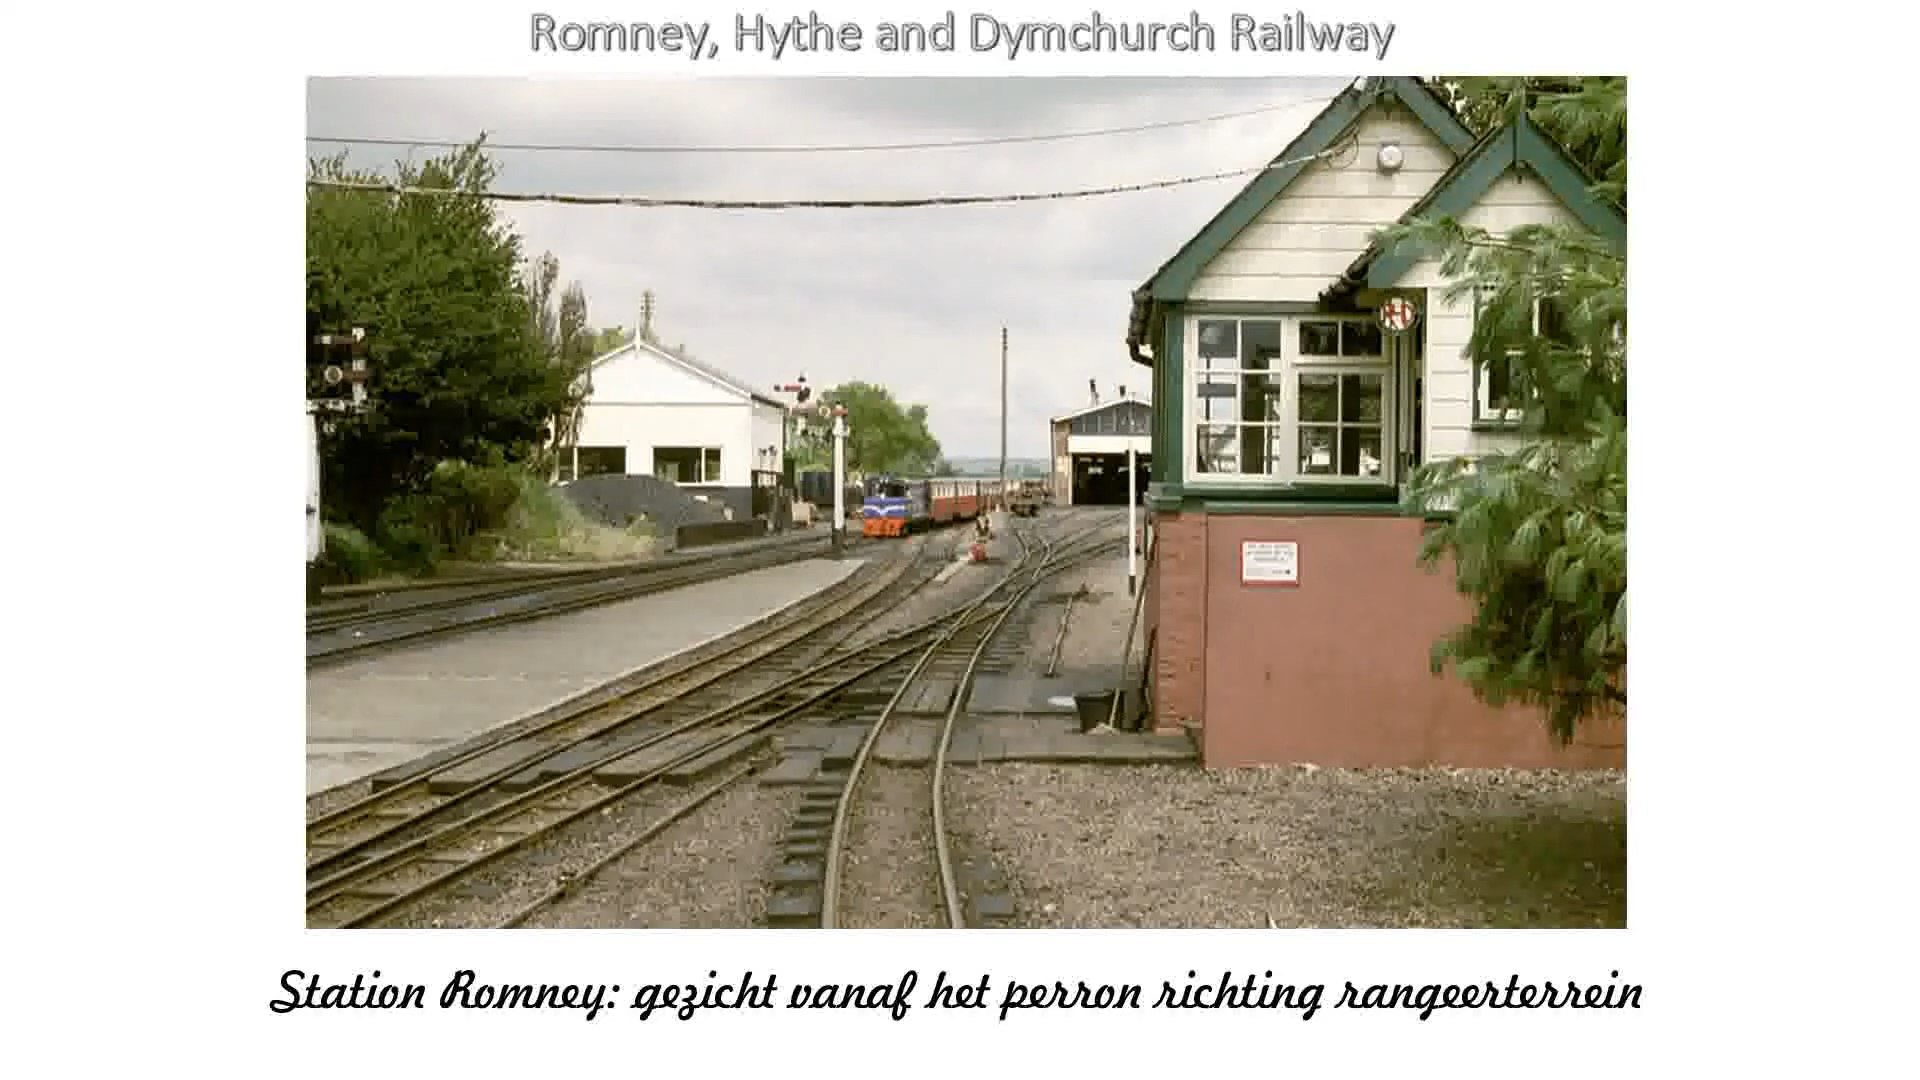 Romney, Hythe and Dymchurch Railway
Station Romney: gezicht vanaf het perron richting rangeerterrein